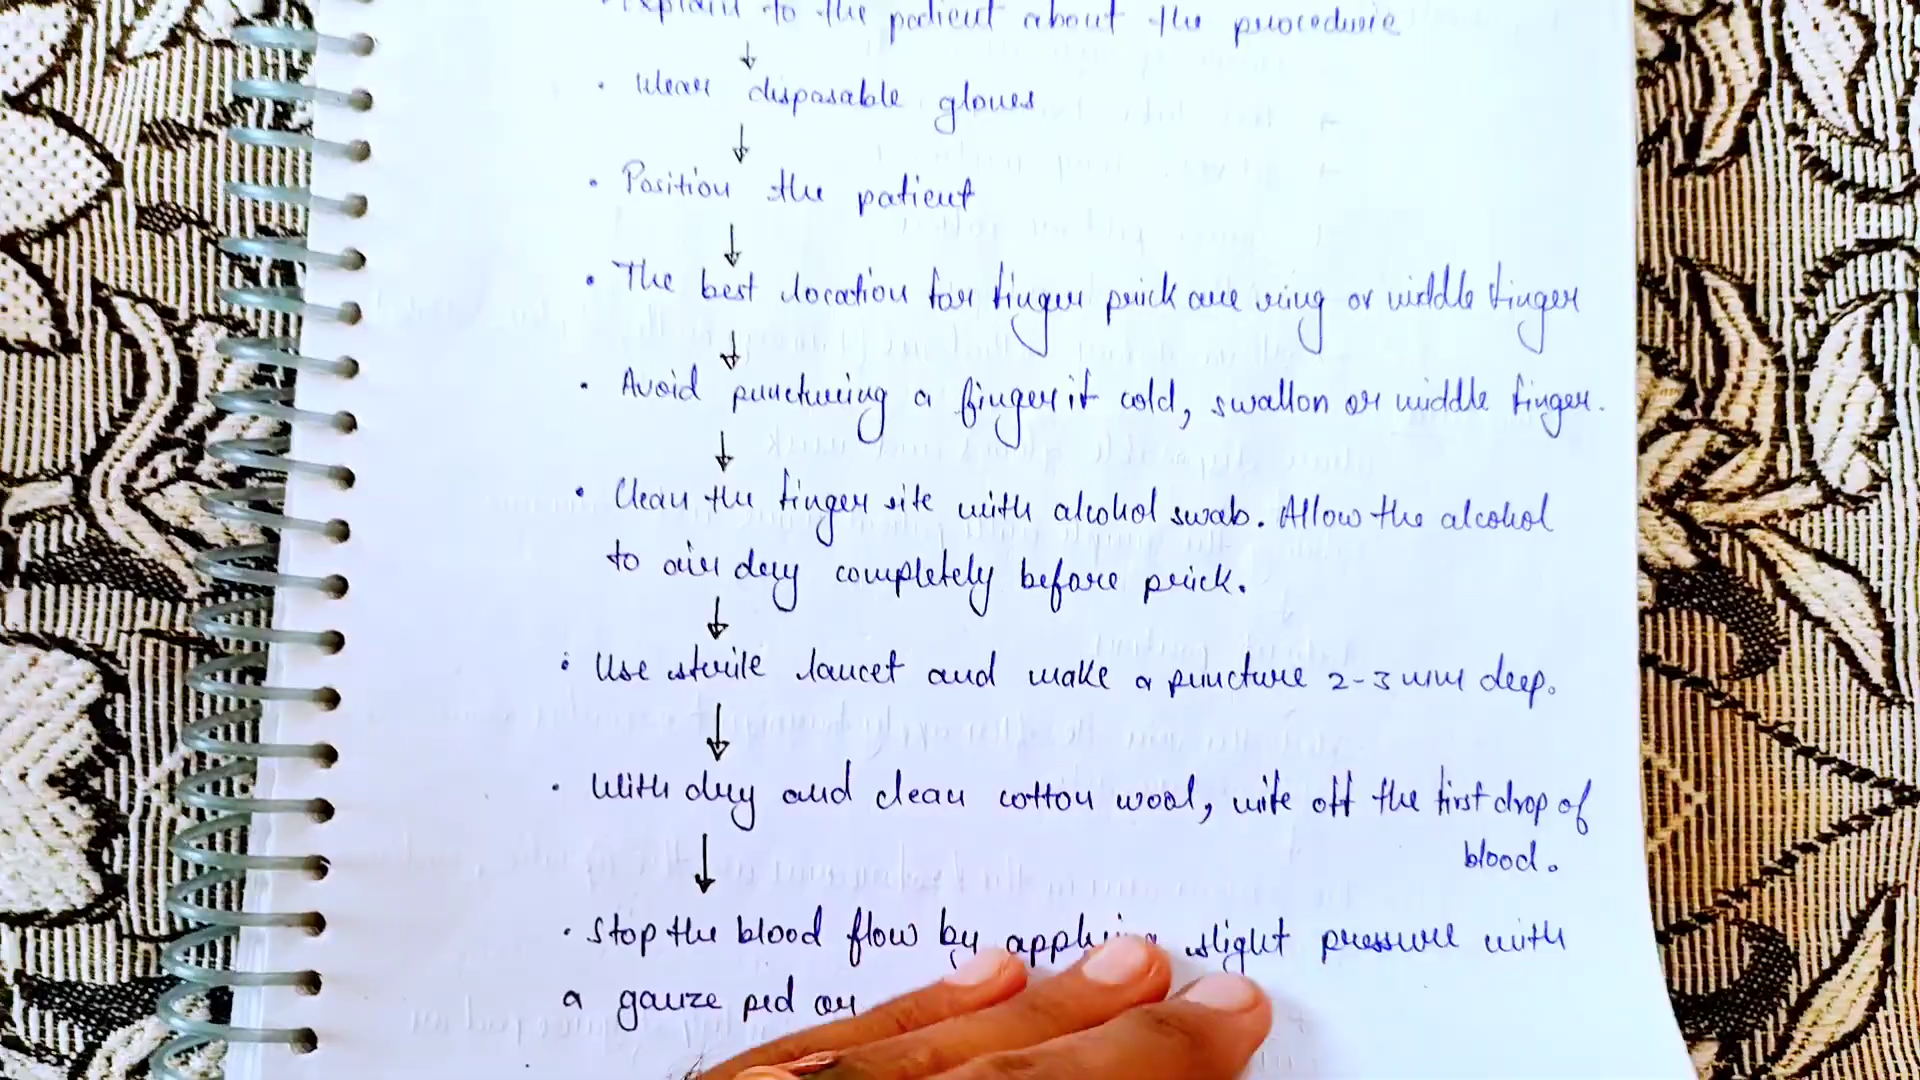 Explain to the patient about the procedure
↓
• Wear disposable gloves
↓
• Position the patient
↓
• The best location for finger prick are ring or middle finger
↓
• Avoid puncturing a finger if cold, swallon or middle finger.
↓
• Clean the finger site with alcohol swab. Allow the alcohol
to air dry completely before prick.
↓
• Use sterile lancet and make a puncture 2-3 mm deep.
↓
• With dry and clean cotton wool, wife off the first drop of
blood.
↓
• Stop the blood flow by applying slight pressure with
a gauze ped or